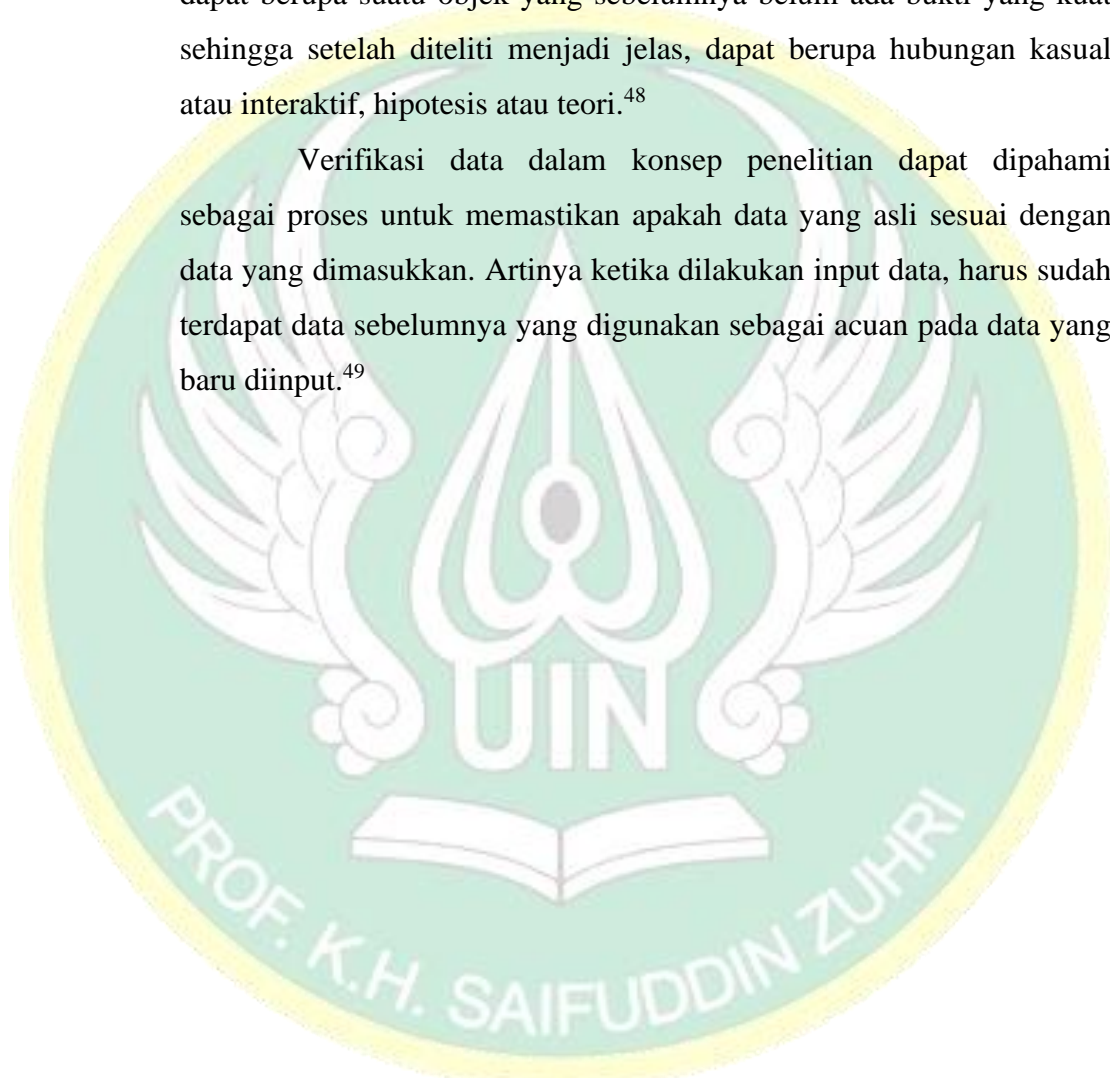 sehingga setelah diteliti menjadi jelas, dapat berupa hubungan kasual
atau interaktif, hipotesis atau teori.48
Verifikasi data dalam konsep penelitian dapat dipahami
sebagai proses untuk memastikan apakah data yang asli sesuai dengan
data yang dimasukkan. Artinya ketika dilakukan input data, harus sudah
terdapat data sebelumnya yang digunakan sebagai acuan pada data yang
baru diinput.49
UIN
PROF. K.H. SAIFUDDIN ZUHRI